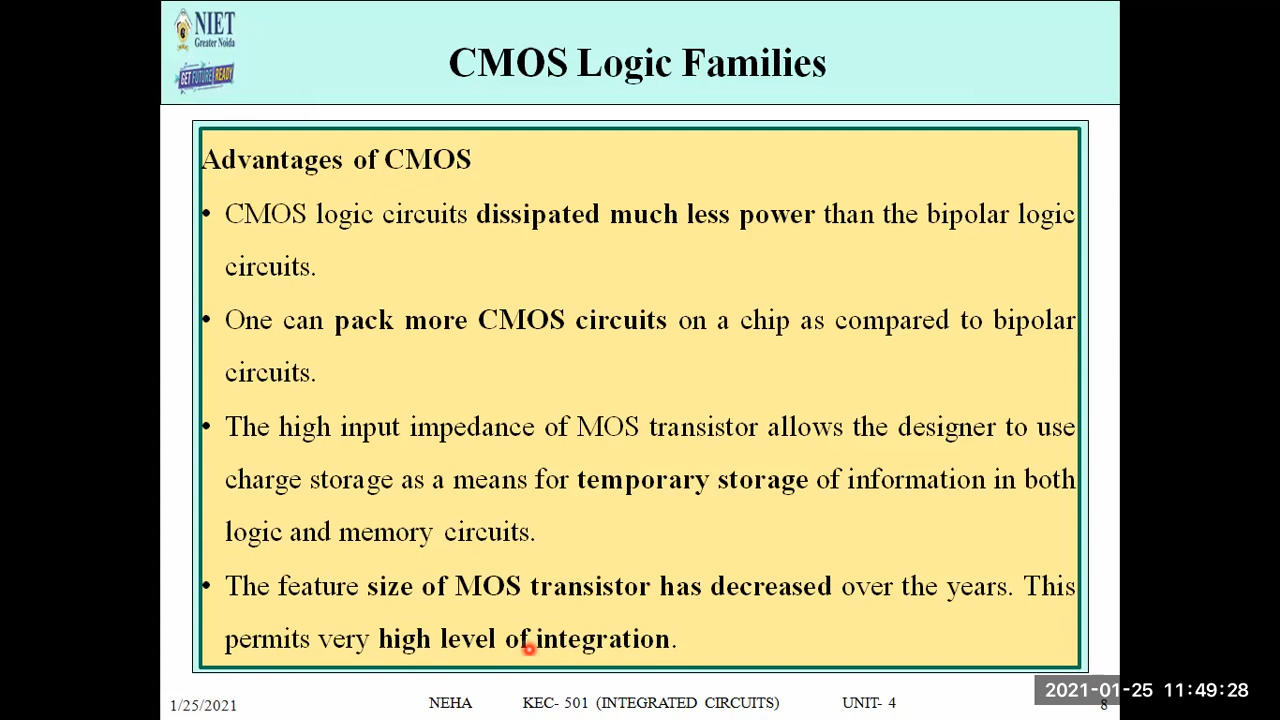 NIET
Greater Noida
GET FUTURE READY
CMOS Logic Families
Advantages of CMOS
• CMOS logic circuits dissipated much less power than the bipolar logic
circuits.
• One can pack more CMOS circuits on a chip as compared to bipolar
circuits.
• The high input impedance of MOS transistor allows the designer to use
charge storage as a means for temporary storage of information in both
logic and memory circuits.
• The feature size of MOS transistor has decreased over the years. This
permits very high level of integration.
1/25/2021 NEHA KEC- 501 (INTEGRATED CIRCUITS) UNIT- 4 8
2021-01-25 11:49:28